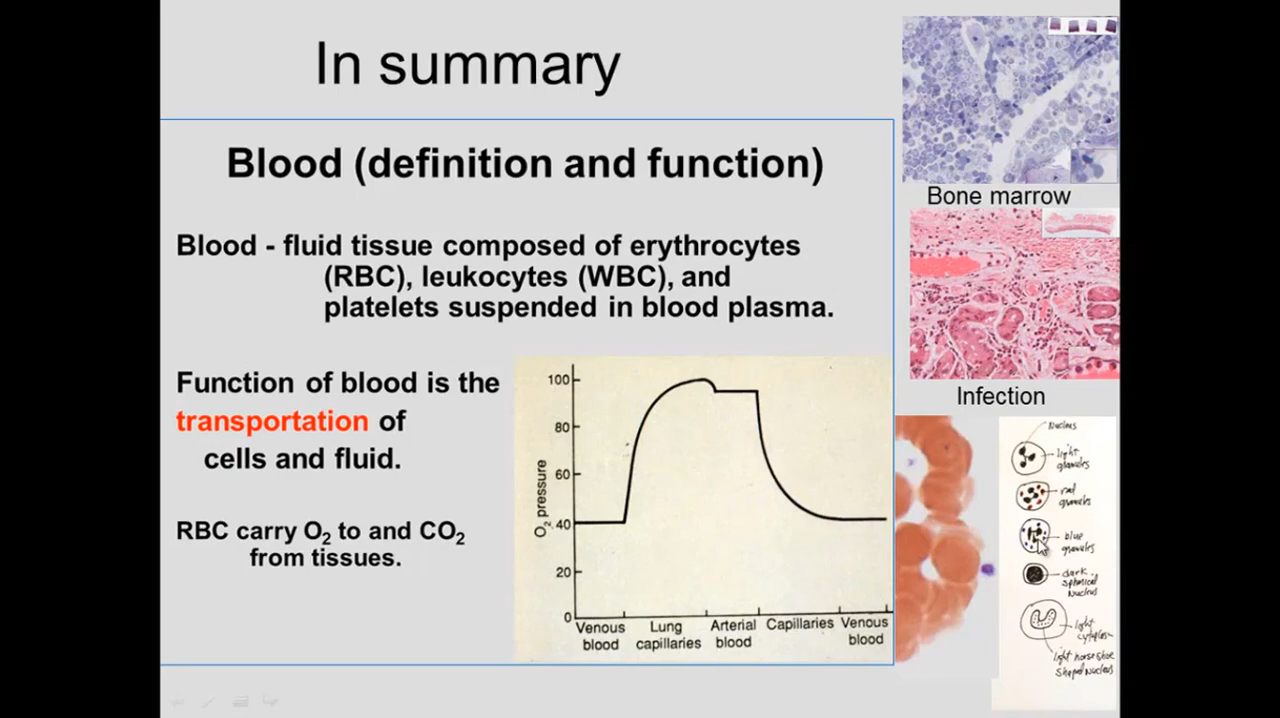 In summary
Blood (definition and function)
Blood - fluid tissue composed of erythrocytes
(RBC), leukocytes (WBC), and
platelets suspended in blood plasma.
Function of blood is the
transportation of
cells and fluid.
RBC carry O₂ to and CO₂
from tissues.
O₂ pressure
100
80
60
40
20
0
Venous
blood
Lung
capillaries
Arterial
blood
Capillaries
Venous
blood
Bone marrow
Infection
Nucleus
light
granules
red
granules
blue
granules
dark
spherical
nucleus
light
cytoplasm
light horse shoe
shaped nucleus